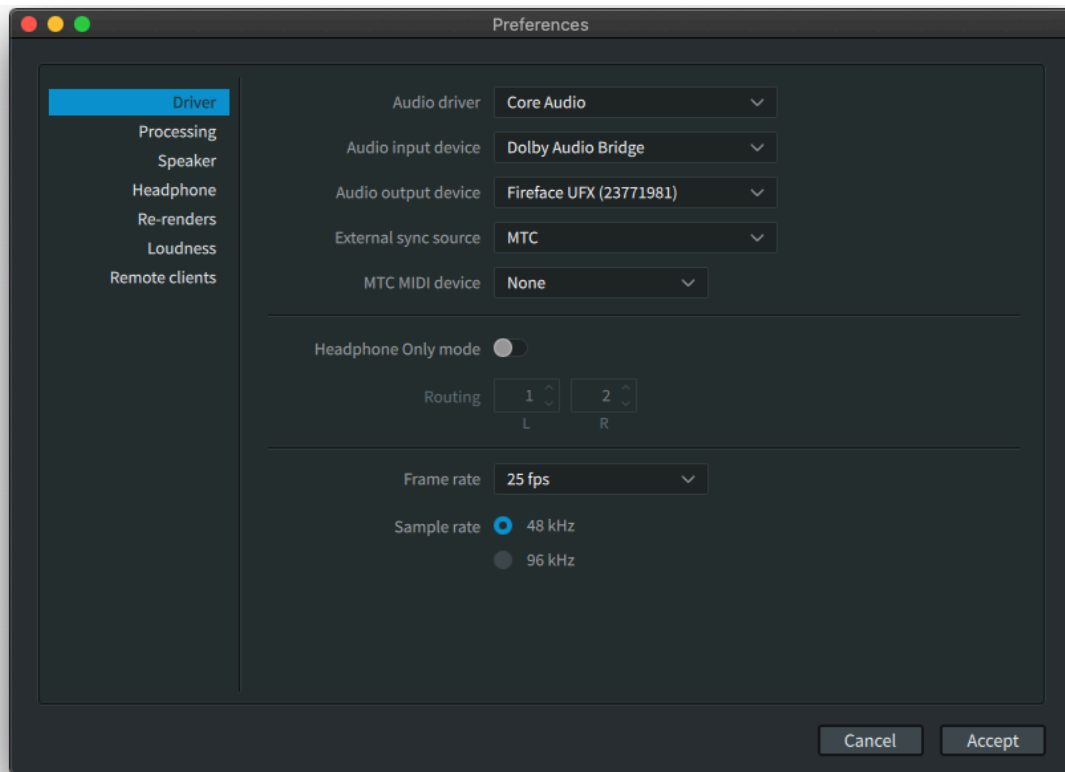 Preferences
Driver
Processing
Speaker
Headphone
Re-renders
Loudness
Remote clients
Audio driver Core Audio
Audio input device Dolby Audio Bridge
Audio output device Fireface UFX (23771981)
External sync source MTC
MTC MIDI device None
Headphone Only mode
Routing 1 2
L R
Frame rate 25 fps
Sample rate 48 kHz
96 kHz
Cancel Accept